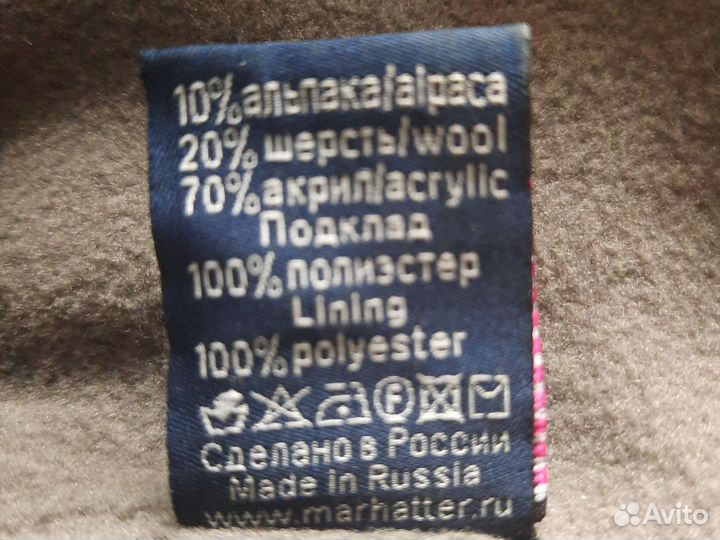 10% альпака/alpaca
20% шерсть/wool
70% акрил/acrylic
Подклад
100% полиэстер
Lining
100% polyester
Сделано в России
Made in Russia
www.marhatter.ru
Avito